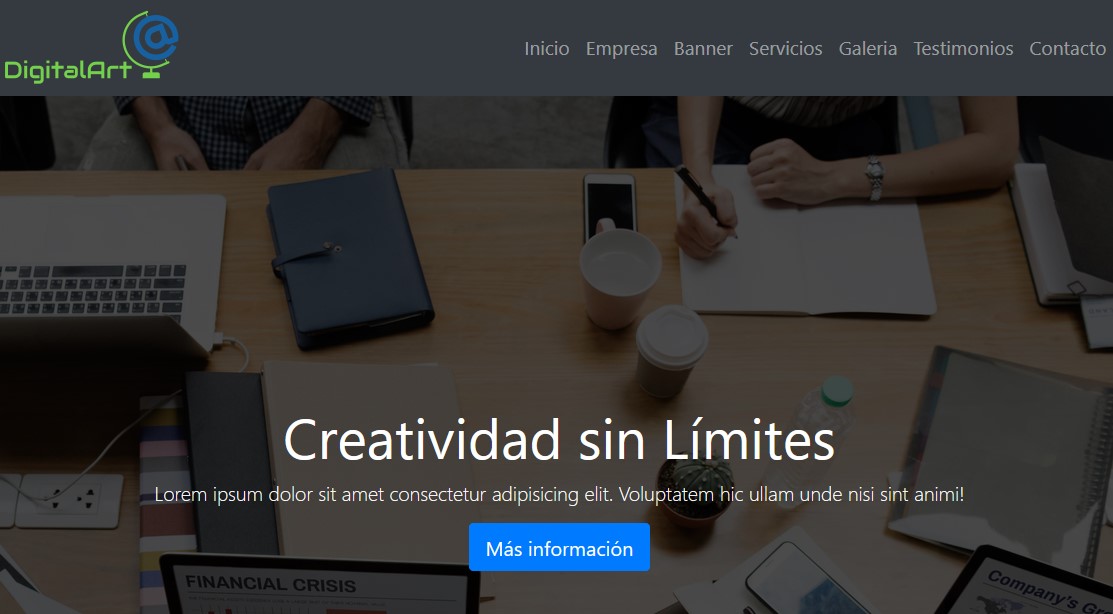 @
DigitalArt
Inicio Empresa Banner Servicios Galeria Testimonios Contacto
Creatividad sin Límites
Lorem ipsum dolor sit amet consectetur adipisicing elit. Voluptatem hic ullam unde nisi sint animi!
Más información
FINANCIAL CRISIS
Company's G